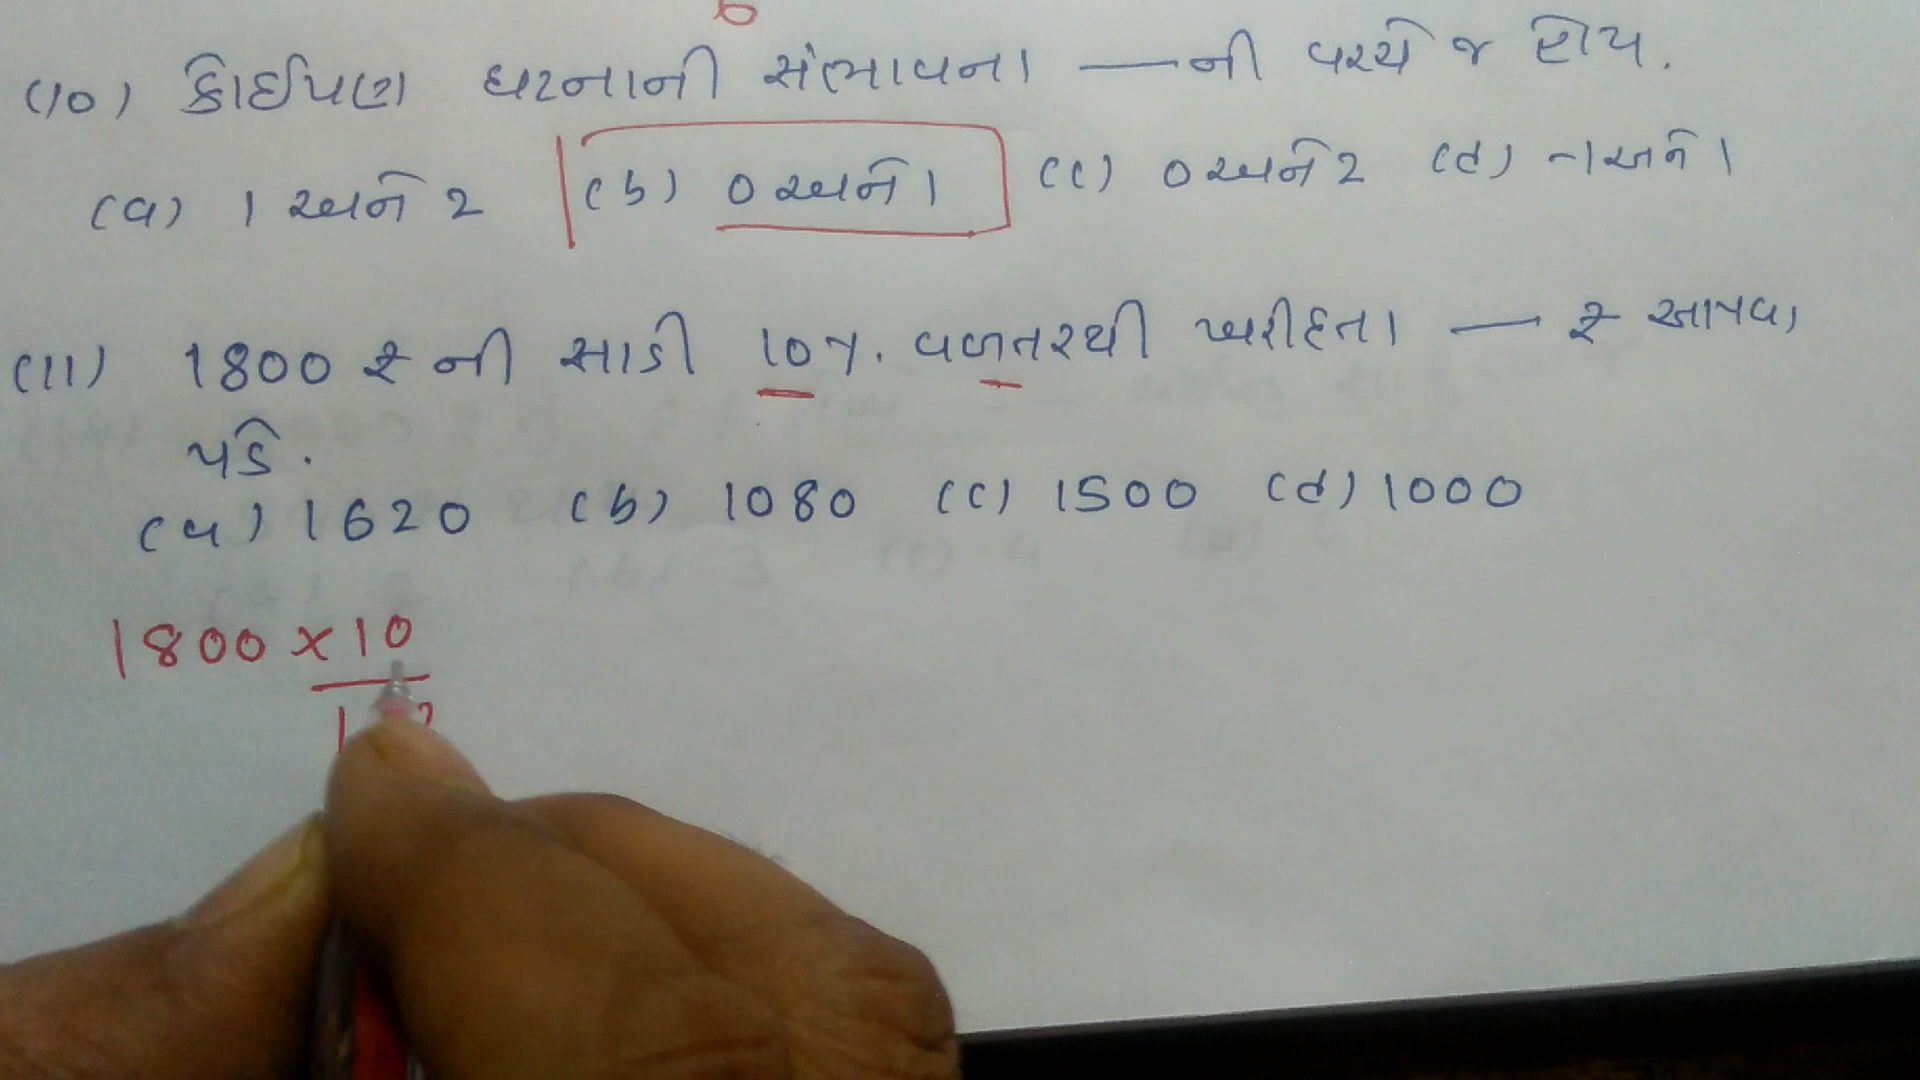 (10) કોઈપણ ઘટનાની સંભાવના — ની વચ્ચે જ હોય.
(a) 1 અને 2 (b) 0 અને 1 (c) 0 અને 2 (d) -1 અને 1
(11) 1800 ₹ ની સાડી 10% વળતરથી ખરીદતા — ₹ આપવા
પડે.
(a) 1620 (b) 1080 (c) 1500 (d) 1000
1800 × 10